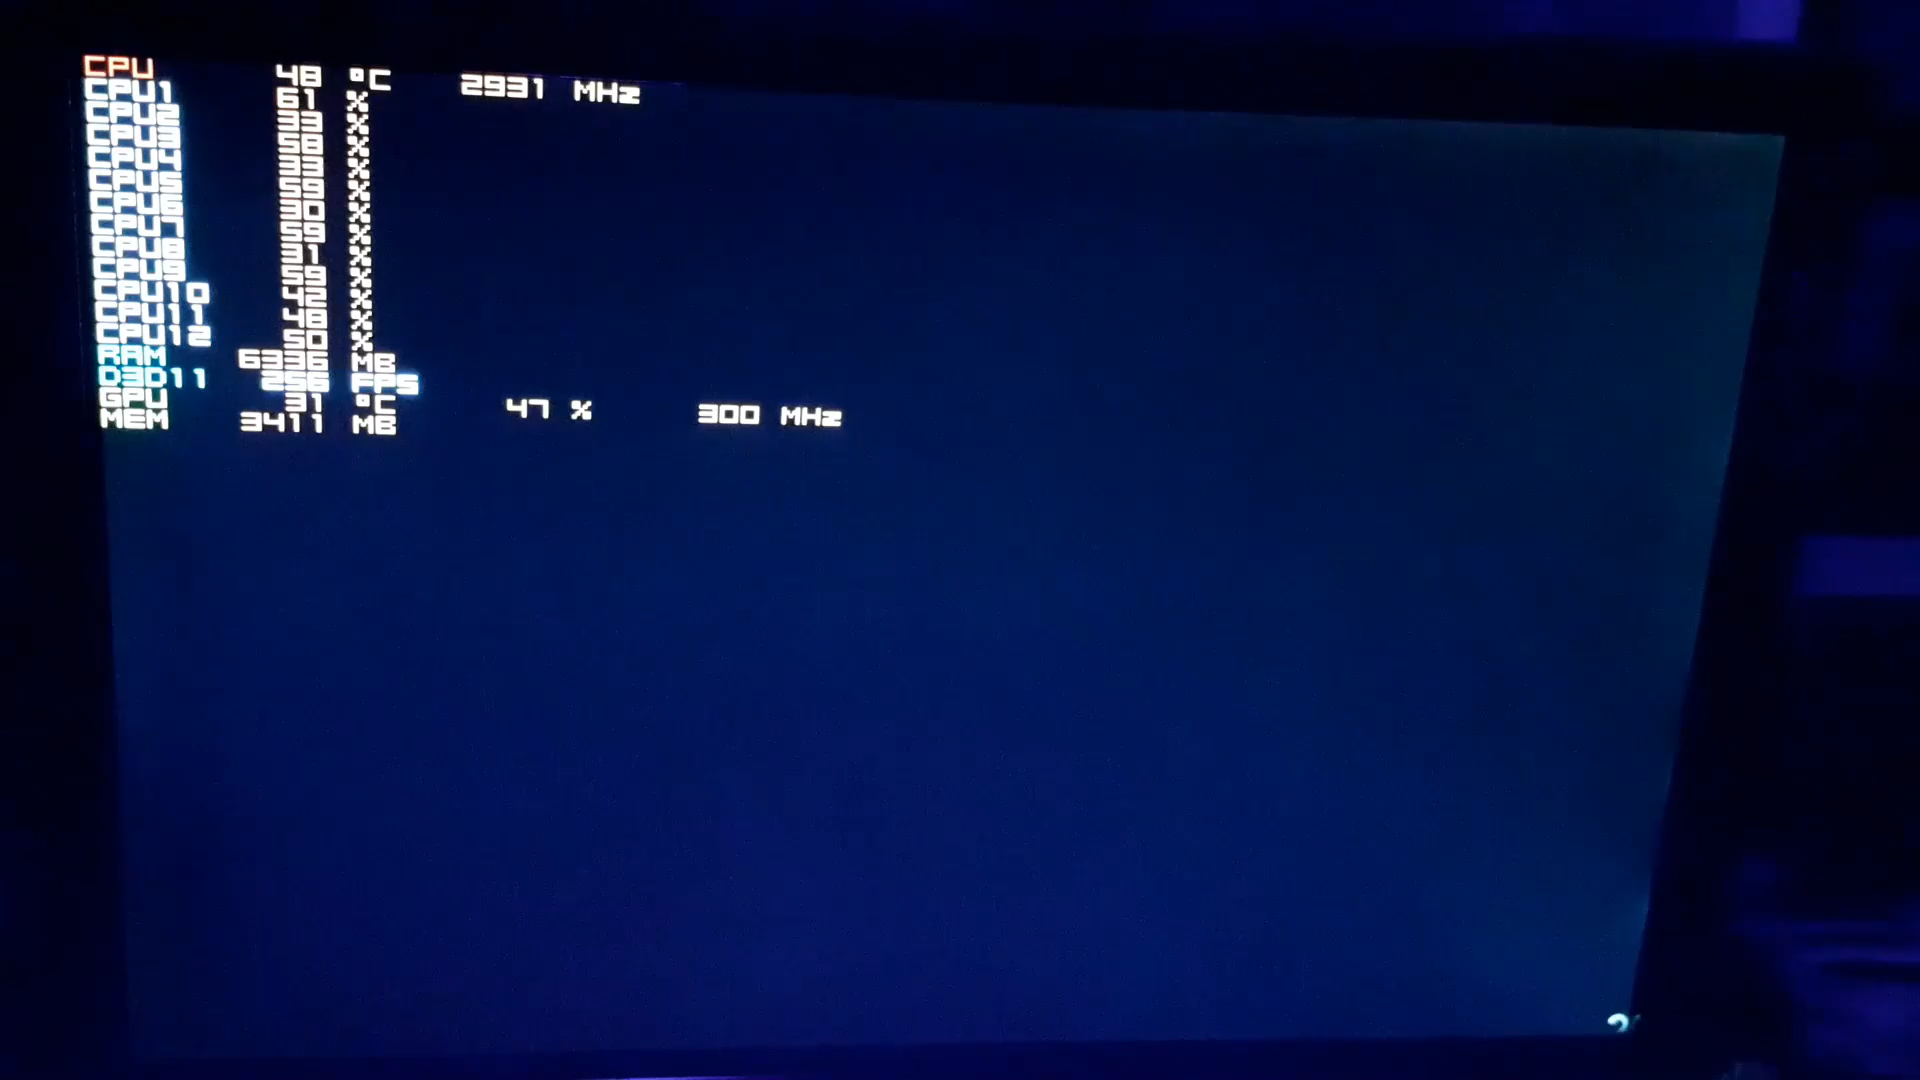 CPU 48 °C 2931 MHz
CPU1 61 %
CPU2 33 %
CPU3 58 %
CPU4 33 %
CPU5 59 %
CPU6 30 %
CPU7 59 %
CPU8 31 %
CPU9 59 %
CPU10 42 %
CPU11 48 %
CPU12 50 %
RAM 6336 MB
D3D11 256 FPS
GPU 31 °C 47 % 300 MHz
MEM 3411 MB